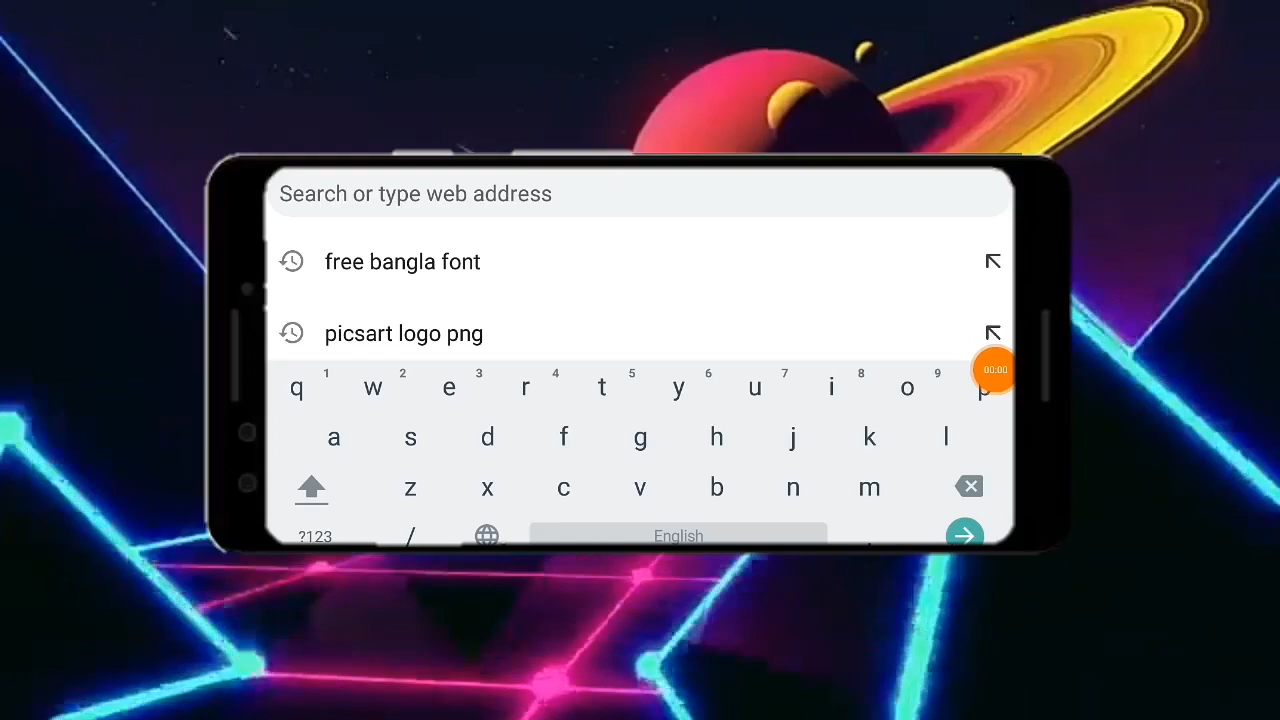 Search or type web address
free bangla font
picsart logo png
1 2 3 4 5 6 7 8 9
q w e r t y u i o p
00:00
a s d f g h j k l
z x c v b n m
?123 / English .